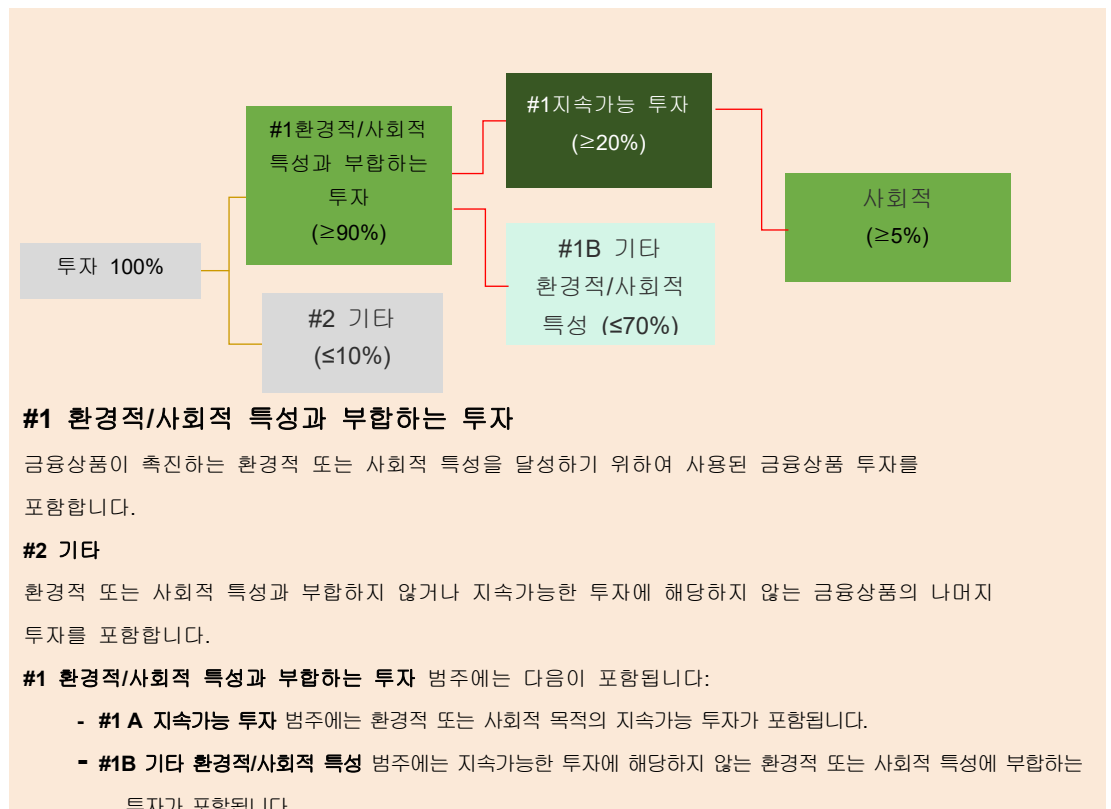 #1지속가능 투자
(≥20%)
#1환경적/사회적
특성과 부합하는
투자
(≥90%)
사회적
(≥5%)
#1B 기타
환경적/사회적
특성 (≤70%)
투자 100%
#2 기타
(≤10%)
#1 환경적/사회적 특성과 부합하는 투자
금융상품이 촉진하는 환경적 또는 사회적 특성을 달성하기 위하여 사용된 금융상품 투자를
포함합니다.
#2 기타
환경적 또는 사회적 특성과 부합하지 않거나 지속가능한 투자에 해당하지 않는 금융상품의 나머지
투자를 포함합니다.
#1 환경적/사회적 특성과 부합하는 투자 범주에는 다음이 포함됩니다:
- #1 A 지속가능 투자 범주에는 환경적 또는 사회적 목적의 지속가능 투자가 포함됩니다.
- #1B 기타 환경적/사회적 특성 범주에는 지속가능한 투자에 해당하지 않는 환경적 또는 사회적 특성에 부합하는
투자가 포함됩니다.